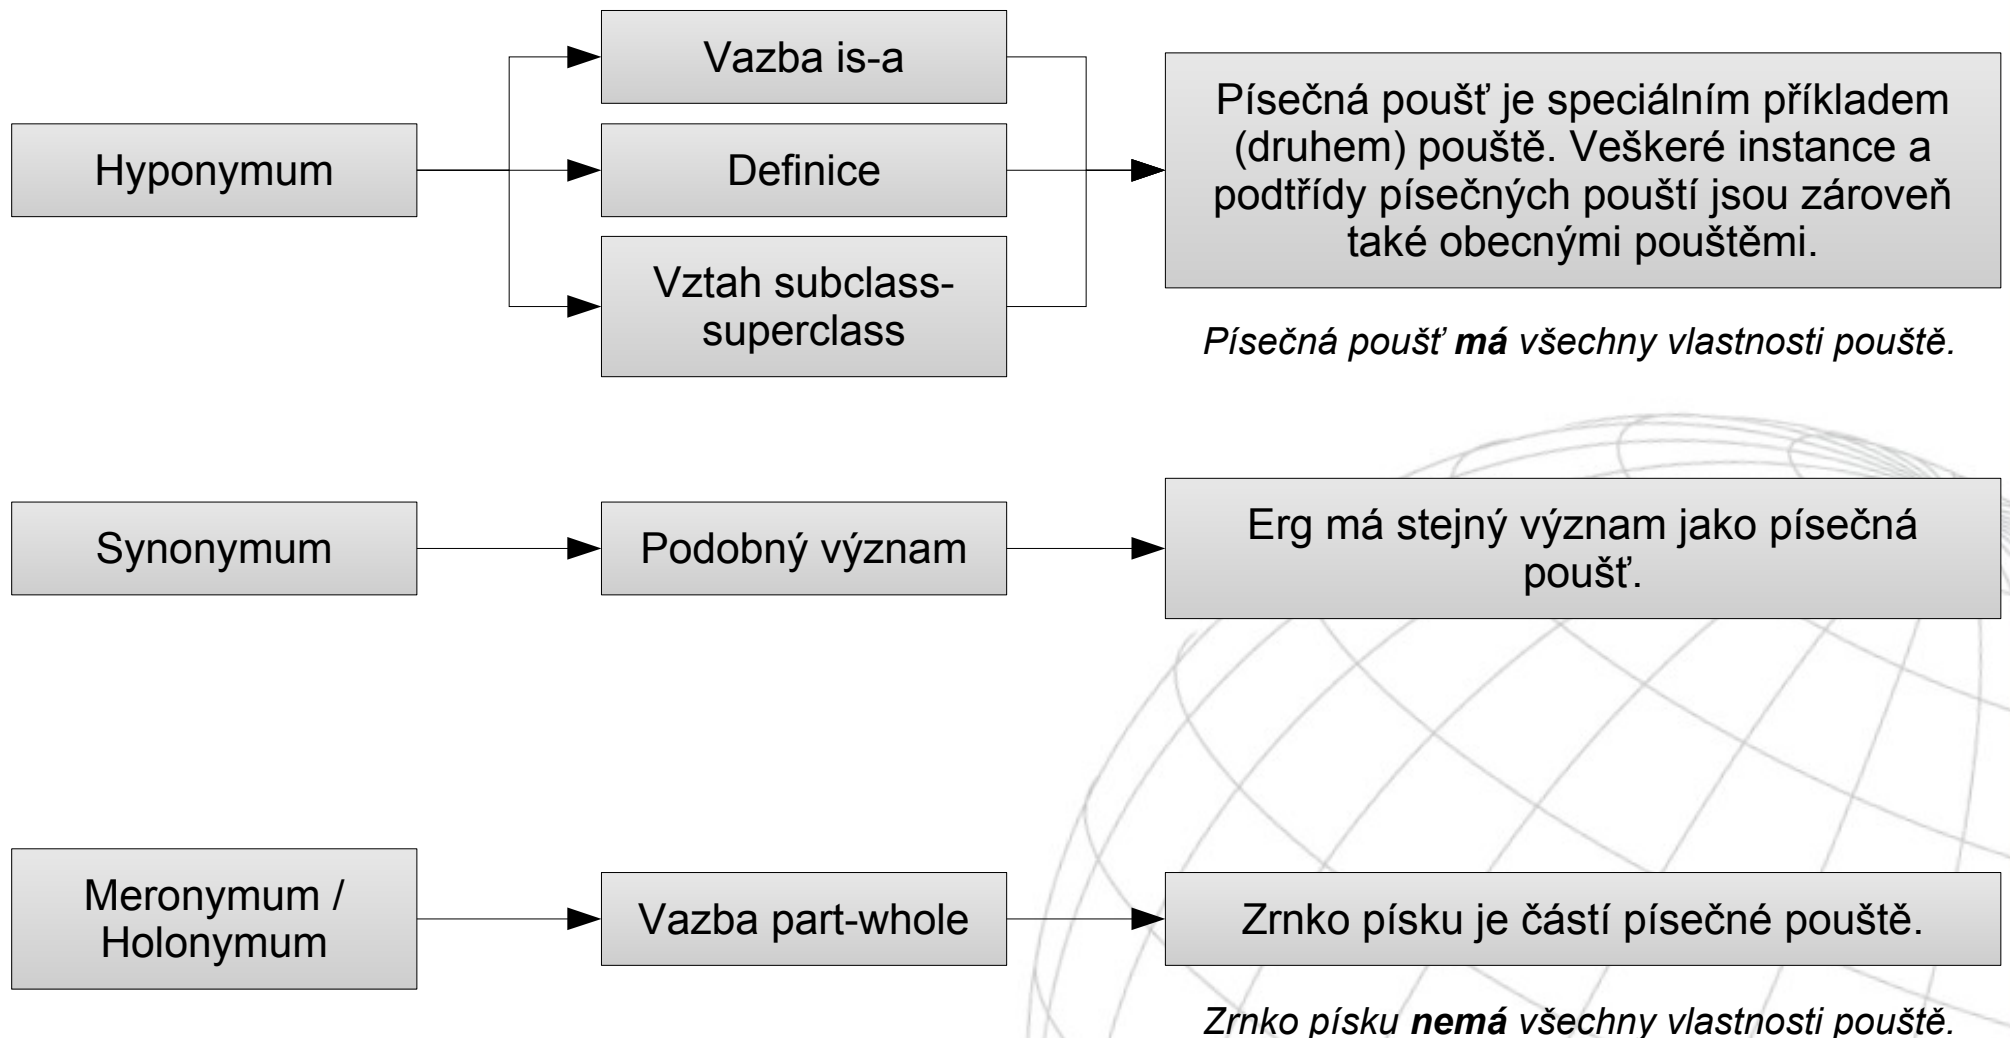 Hyponymum
Vazba is-a
Definice
Vztah subclass-
superclass
Písečná poušť je speciálním příkladem
(druhem) pouště. Veškeré instance a
podtřídy písečných pouští jsou zároveň
také obecnými pouštěmi.
Písečná poušť má všechny vlastnosti pouště.
Synonymum
Podobný význam
Erg má stejný význam jako písečná
poušť.
Meronymum /
Holonymum
Vazba part-whole
Zrnko písku je částí písečné pouště.
Zrnko písku nemá všechny vlastnosti pouště.